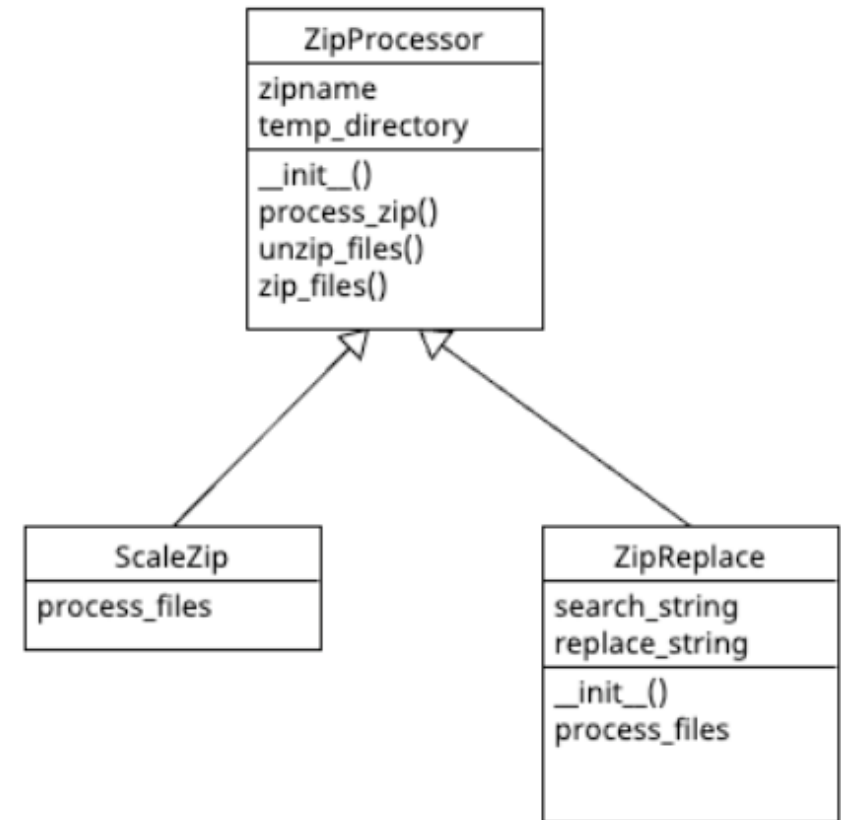 ZipProcessor
zipname
temp_directory
__init__()
process_zip()
unzip_files()
zip_files()
ScaleZip
process_files
ZipReplace
search_string
replace_string
__init__()
process_files